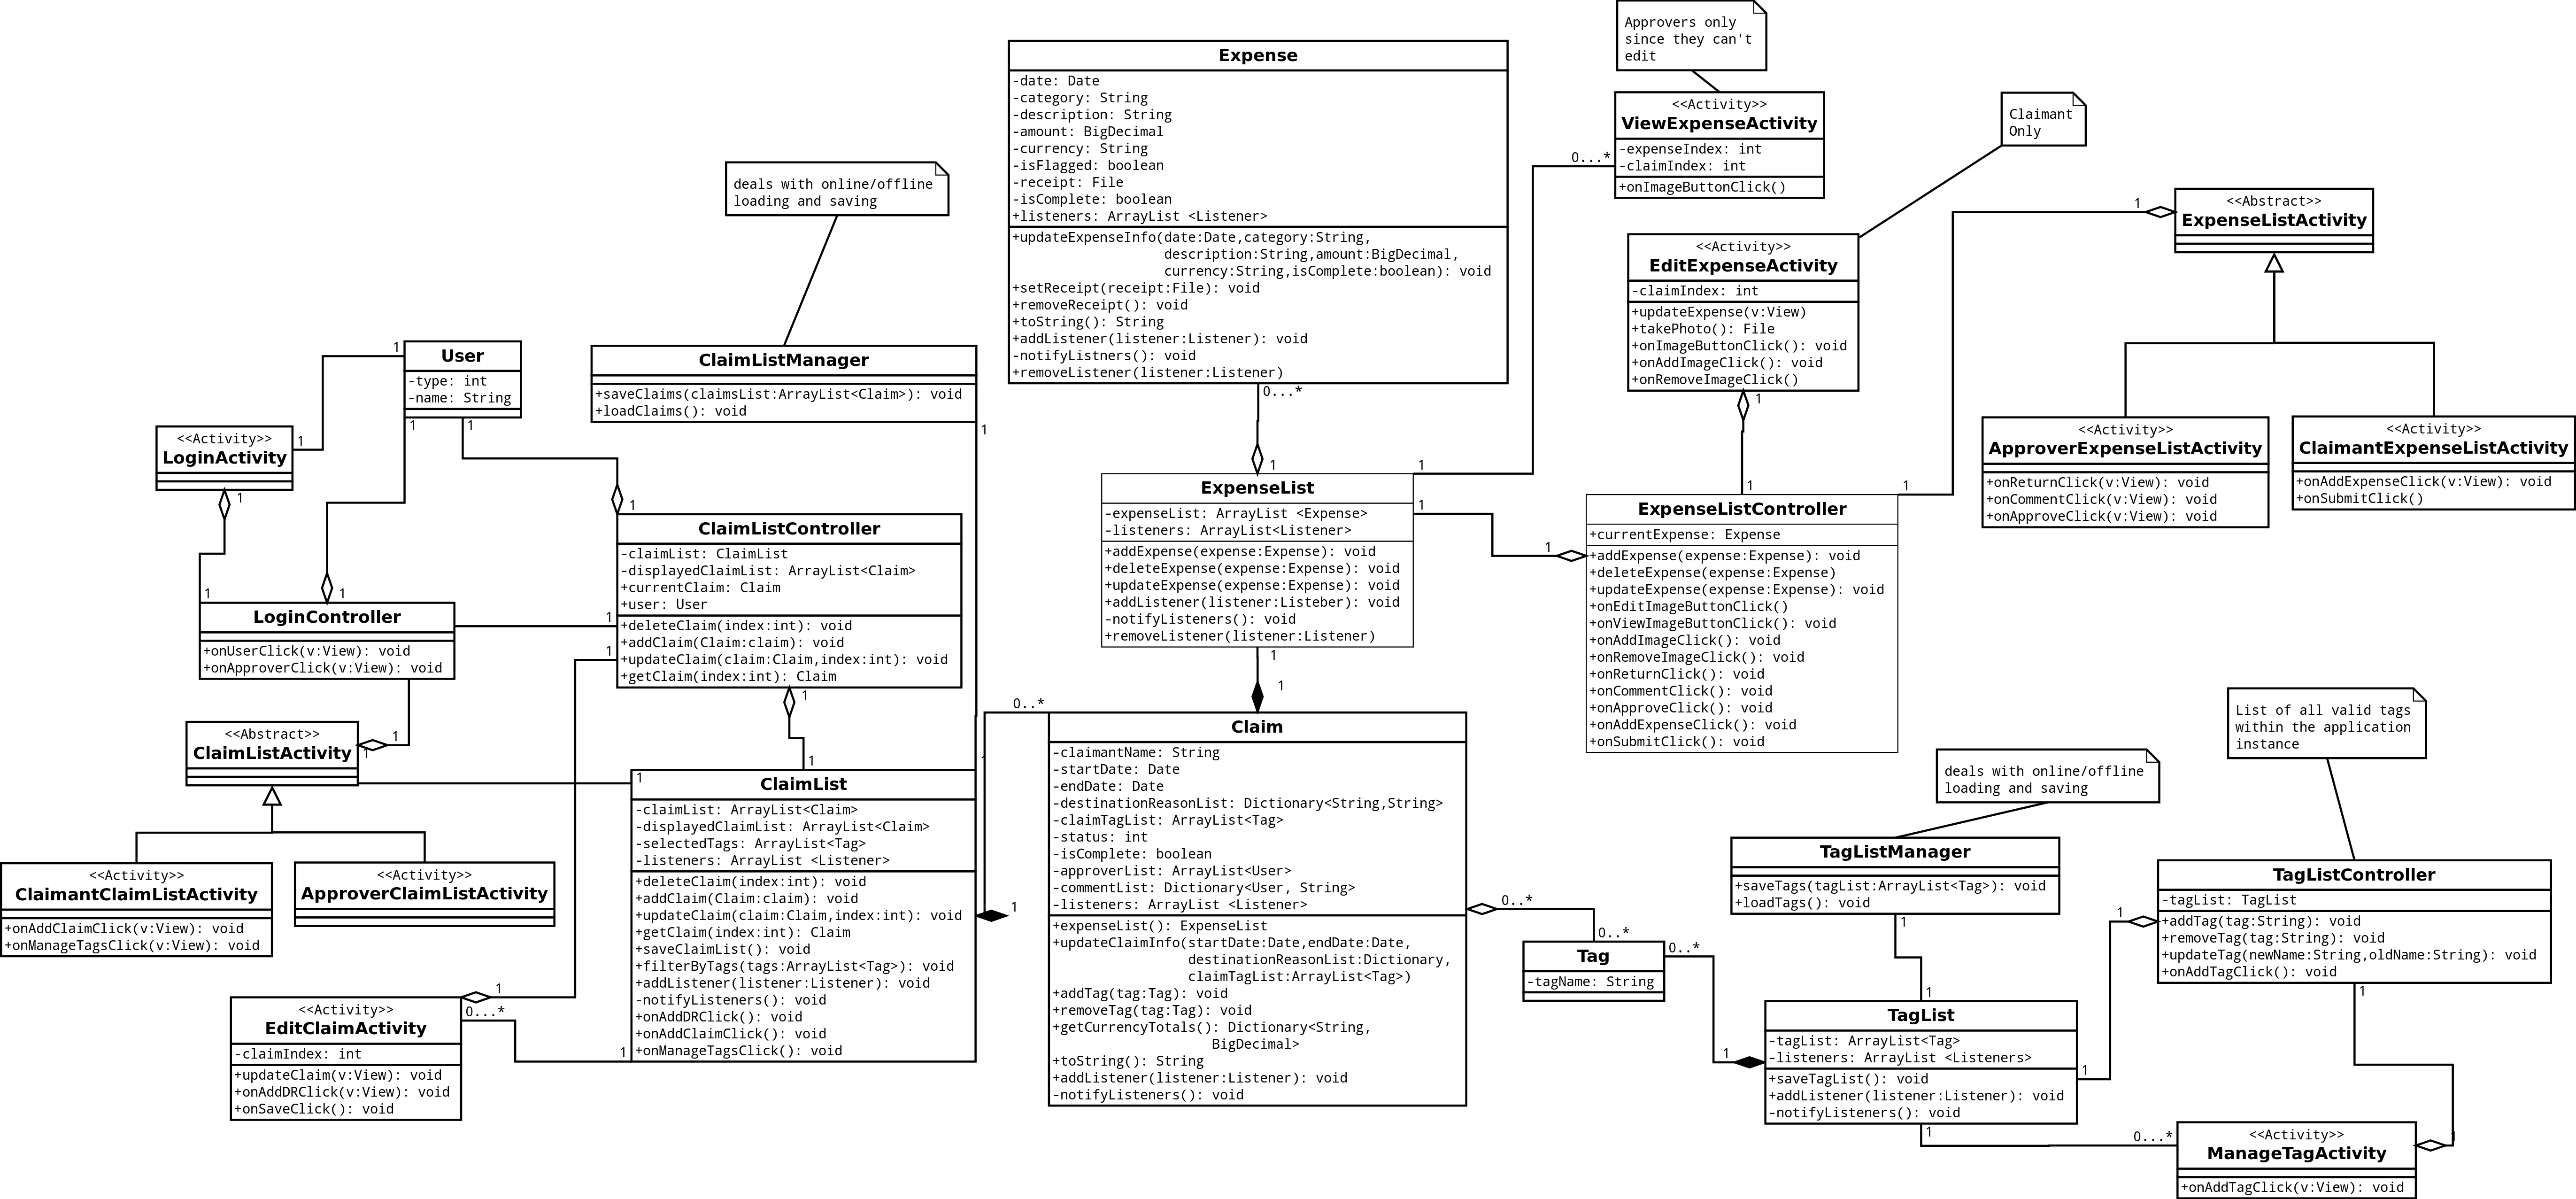 Approvers only
since they can't
edit
Expense
-date: Date
-category: String
-description: String
-amount: BigDecimal
-currency: String
-isFlagged: boolean
-receipt: File
-isComplete: boolean
+listeners: ArrayList <Listener>
+updateExpenseInfo(date:Date,category:String,
description:String,amount:BigDecimal,
currency:String,isComplete:boolean): void
+setReceipt(receipt:File): void
+removeReceipt(): void
+toString(): String
+addListener(listener:Listener): void
-notifyListners(): void
+removeListener(listener:Listener)
0...*
1
<<Activity>>
ViewExpenseActivity
-expenseIndex: int
-claimIndex: int
+onImageButtonClick()
0...*
Claimant
Only
<<Activity>>
EditExpenseActivity
-claimIndex: int
+updateExpense(v:View)
+takePhoto(): File
+onImageButtonClick(): void
+onAddImageClick(): void
+onRemoveImageClick()
1
1
1
<<Abstract>>
ExpenseListActivity
1
<<Activity>>
ApproverExpenseListActivity
+onReturnClick(v:View): void
+onCommentClick(v:View): void
+onApproveClick(v:View): void
<<Activity>>
ClaimantExpenseListActivity
+onAddExpenseClick(v:View): void
+onSubmitClick()
deals with online/offline
loading and saving
ClaimListManager
+saveClaims(claimsList:ArrayList<Claim>): void
+loadClaims(): void
1
User
-type: int
-name: String
1
1
1
<<Activity>>
LoginActivity
1
1
1
LoginController
+onUserClick(v:View): void
+onApproverClick(v:View): void
1
1
ClaimListController
-claimList: ClaimList
-displayedClaimList: ArrayList<Claim>
+currentClaim: Claim
+user: User
+deleteClaim(index:int): void
+addClaim(Claim:claim): void
+updateClaim(claim:Claim,index:int): void
+getClaim(index:int): Claim
1
1
1
1
ExpenseList
-expenseList: ArrayList <Expense>
-listeners: ArrayList<Listener>
+addExpense(expense:Expense): void
+deleteExpense(expense:Expense): void
+updateExpense(expense:Expense): void
+addListener(listener:Listeber): void
-notifyListeners(): void
+removeListener(listener:Listener)
1
1
1
1
1
ExpenseListController
+currentExpense: Expense
+addExpense(expense:Expense): void
+deleteExpense(expense:Expense)
+updateExpense(expense:Expense): void
+onEditImageButtonClick()
+onViewImageButtonClick(): void
+onAddImageClick(): void
+onRemoveImageClick(): void
+onReturnClick(): void
+onCommentClick(): void
+onApproveClick(): void
+onAddExpenseClick(): void
+onSubmitClick(): void
<<Abstract>>
ClaimListActivity
1
1
<<Activity>>
ClaimantClaimListActivity
+onAddClaimClick(v:View): void
+onManageTagsClick(v:View): void
<<Activity>>
ApproverClaimListActivity
1
1
ClaimList
-claimList: ArrayList<Claim>
-displayedClaimList: ArrayList<Claim>
-selectedTags: ArrayList<Tag>
-listeners: ArrayList <Listener>
+deleteClaim(index:int): void
+addClaim(Claim:claim): void
+updateClaim(claim:Claim,index:int): void
+getClaim(index:int): Claim
+saveClaimList(): void
+filterByTags(tags:ArrayList<Tag>): void
+addListener(listener:Listener): void
-notifyListeners(): void
+onAddDRClick(): void
+onAddClaimClick(): void
+onManageTagsClick(): void
1
0..*
<<Activity>>
EditClaimActivity
-claimIndex: int
+updateClaim(v:View): void
+onAddDRClick(v:View): void
+onSaveClick(): void
1
0...*
1
Claim
-claimantName: String
-startDate: Date
-endDate: Date
-destinationReasonList: Dictionary<String,String>
-claimTagList: ArrayList<Tag>
-status: int
-isComplete: boolean
-approverList: ArrayList<User>
-commentList: Dictionary<User, String>
-listeners: ArrayList <Listener>
+expenseList(): ExpenseList
+updateClaimInfo(startDate:Date,endDate:Date,
destinationReasonList:Dictionary,
claimTagList:ArrayList<Tag>)
+addTag(tag:Tag): void
+removeTag(tag:Tag): void
+getCurrencyTotals(): Dictionary<String,
BigDecimal>
+toString(): String
+addListener(listener:Listener): void
-notifyListeners(): void
0..*
0..*
Tag
-tagName: String
0..*
deals with online/offline
loading and saving
TagListManager
+saveTags(tagList:ArrayList<Tag>): void
+loadTags(): void
1
1
List of all valid tags
within the application
instance
TagListController
-tagList: TagList
+addTag(tag:String): void
+removeTag(tag:String): void
+updateTag(newName:String,oldName:String): void
+onAddTagClick(): void
1
1
TagList
-tagList: ArrayList<Tag>
-listeners: ArrayList <Listeners>
+saveTagList(): void
+addListener(listener:Listener): void
-notifyListeners(): void
1
1
1
0...*
<<Activity>>
ManageTagActivity
+onAddTagClick(v:View): void